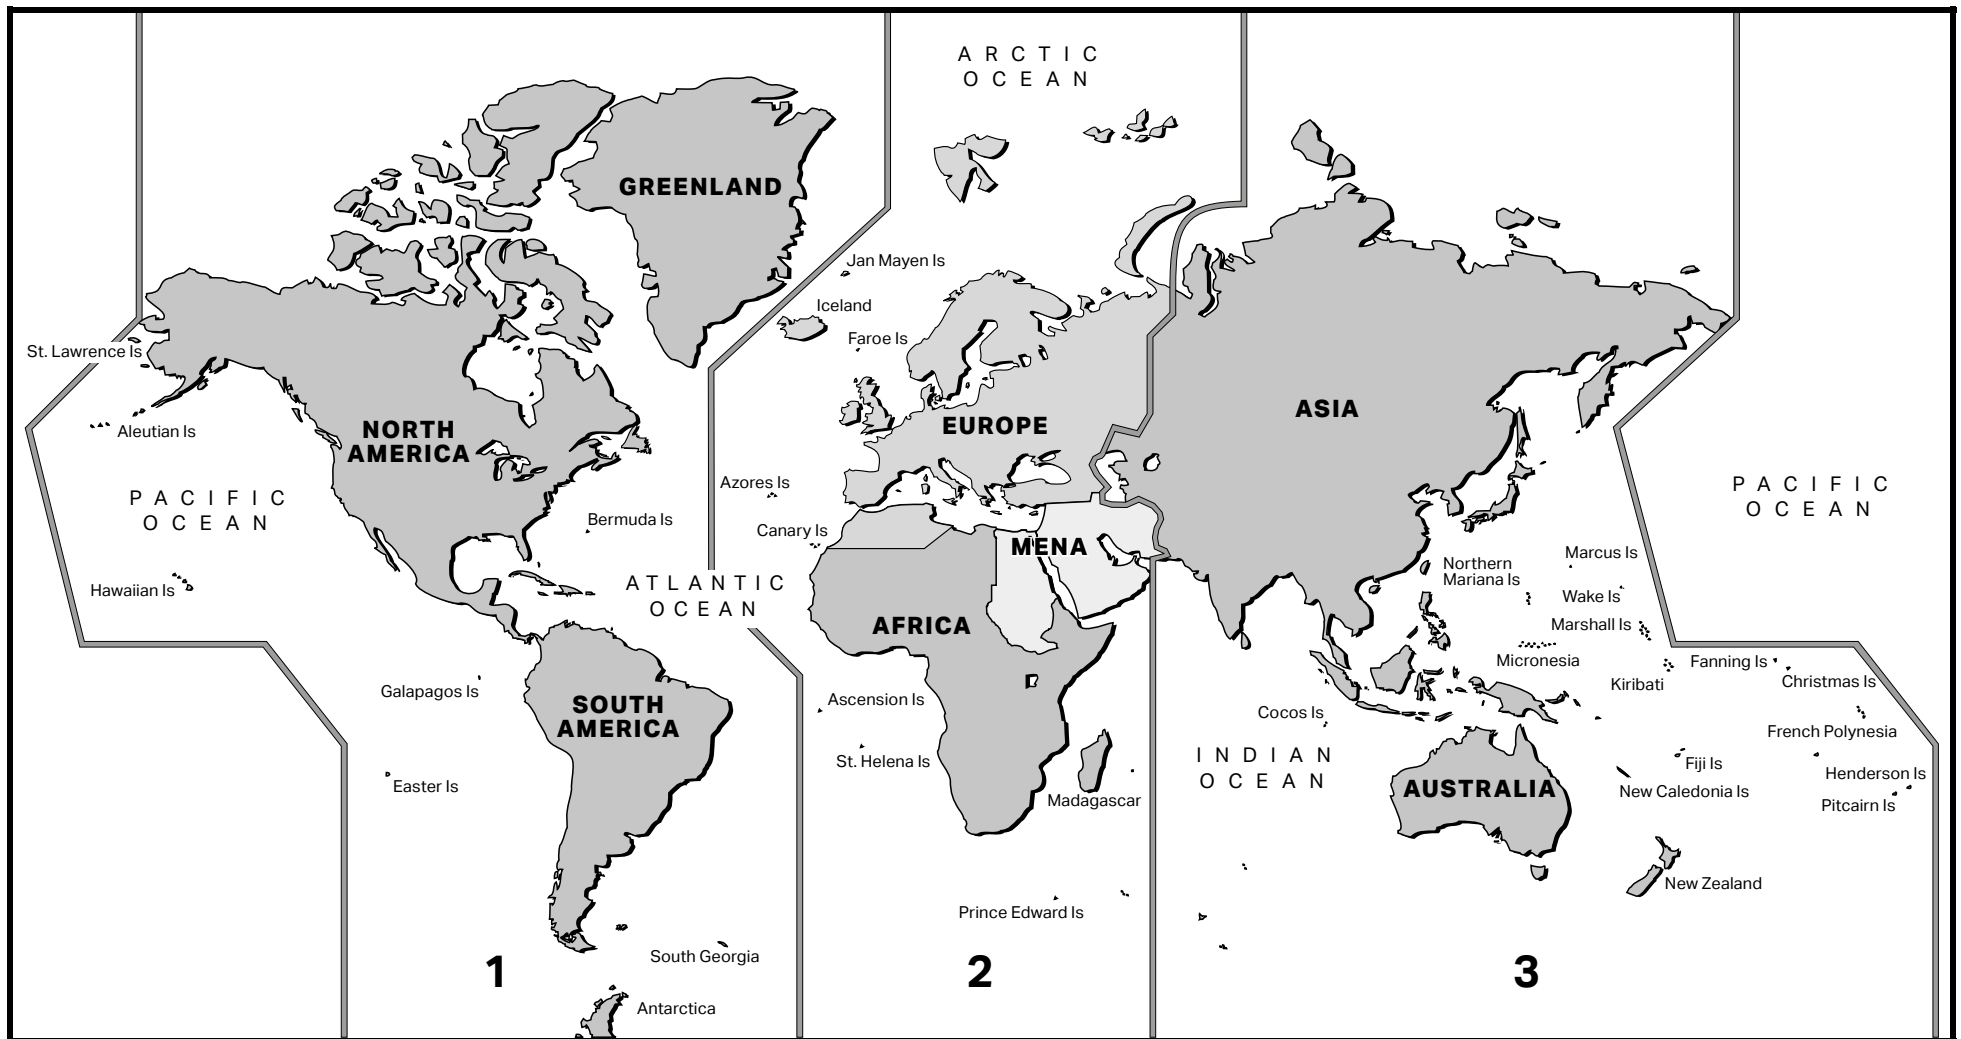 ARCTIC
OCEAN
GREENLAND
Jan Mayen Is
Iceland
Faroe Is
St. Lawrence Is
Aleutian Is
NORTH
AMERICA
EUROPE
ASIA
PACIFIC
OCEAN
Azores Is
Bermuda Is
Canary Is
MENA
PACIFIC
OCEAN
Hawaiian Is
ATLANTIC
OCEAN
AFRICA
Northern
Mariana Is
Marcus Is
Wake Is
Marshall Is
Micronesia
Kiribati
Fanning Is
Christmas Is
Galapagos Is
SOUTH
AMERICA
Ascension Is
St. Helena Is
Cocos Is
French Polynesia
Easter Is
Madagascar
INDIAN
OCEAN
AUSTRALIA
Fiji Is
New Caledonia Is
Henderson Is
Pitcairn Is
New Zealand
Prince Edward Is
South Georgia
Antarctica
1
2
3